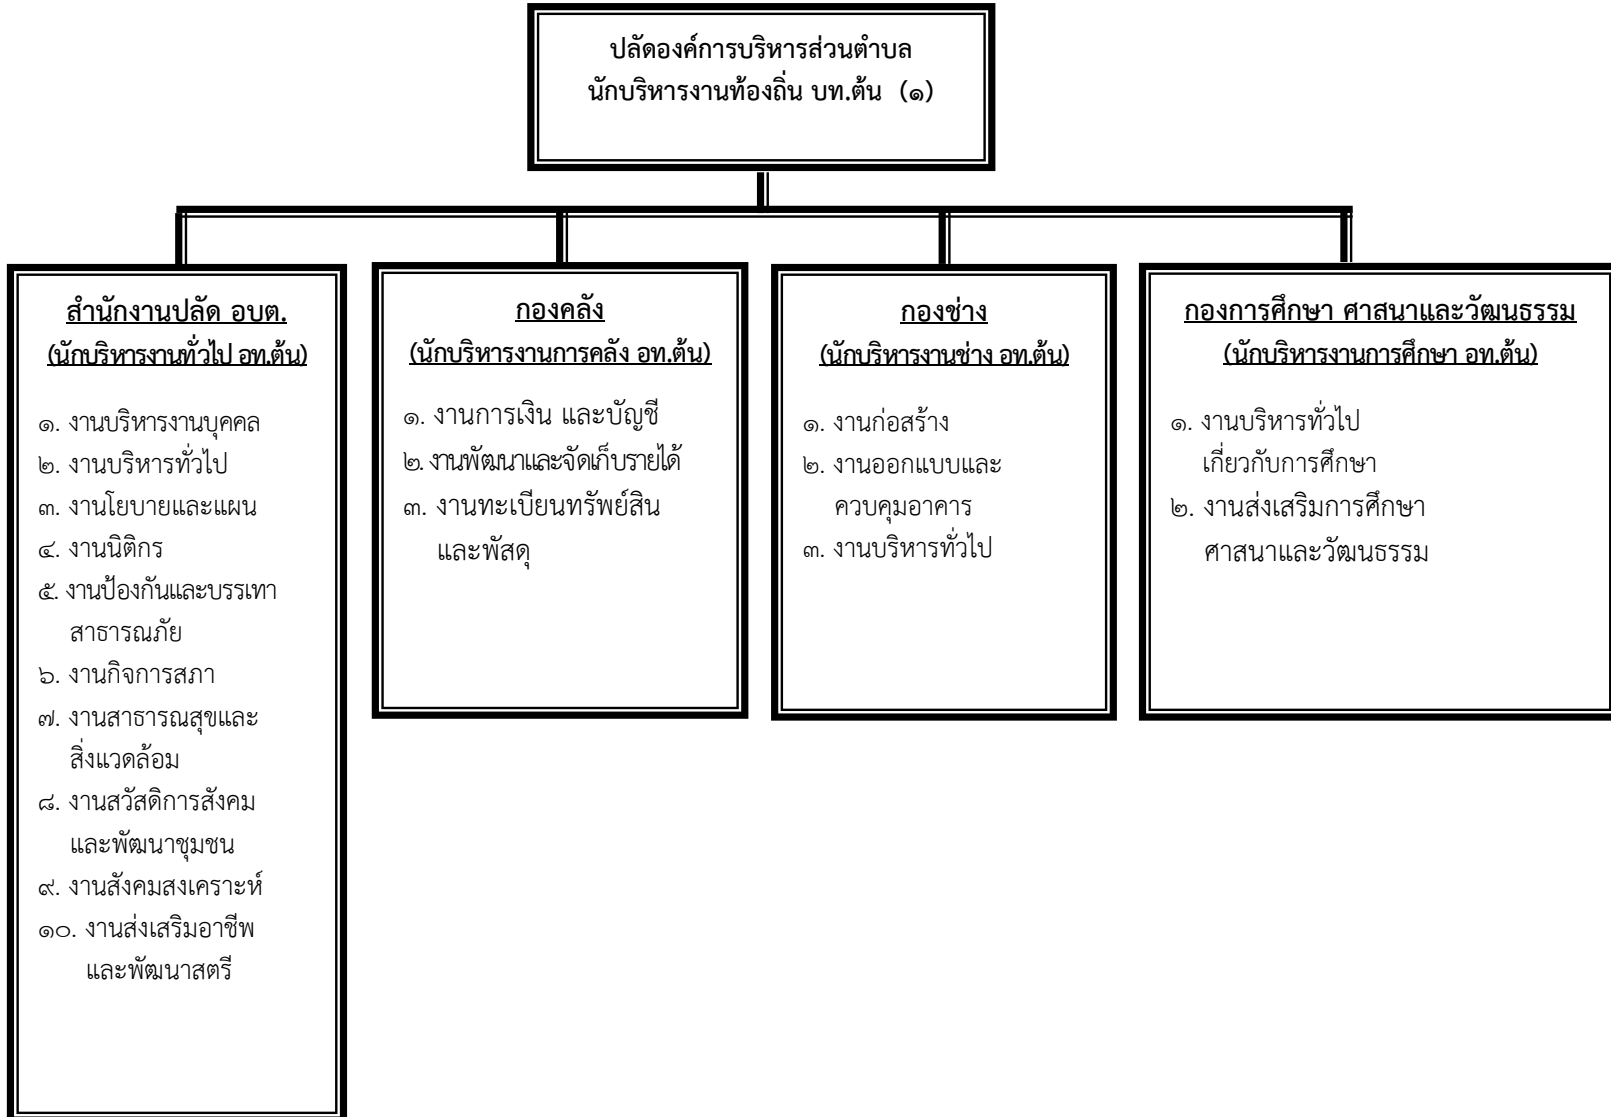 ปลัดองค์การบริหารส่วนตำบล
นักบริหารงานท้องถิ่น บท.ต้น (๑)
สำนักงานปลัด อบต.
(นักบริหารงานทั่วไป อท.ต้น)
๑. งานบริหารงานบุคคล
๒. งานบริหารทั่วไป
๓. งานโยบายและแผน
๔. งานนิติกร
๕. งานป้องกันและบรรเทา
สาธารณภัย
๖. งานกิจการสภา
๗. งานสาธารณสุขและ
สิ่งแวดล้อม
๘. งานสวัสดิการสังคม
และพัฒนาชุมชน
๙. งานสังคมสงเคราะห์
๑๐. งานส่งเสริมอาชีพ
และพัฒนาสตรี
กองคลัง
(นักบริหารงานการคลัง อท.ต้น)
๑. งานการเงิน และบัญชี
๒. งานพัฒนาและจัดเก็บรายได้
๓. งานทะเบียนทรัพย์สิน
และพัสดุ
กองช่าง
(นักบริหารงานช่าง อท.ต้น)
๑. งานก่อสร้าง
๒. งานออกแบบและ
ควบคุมอาคาร
๓. งานบริหารทั่วไป
กองการศึกษา ศาสนาและวัฒนธรรม
(นักบริหารงานการศึกษา อท.ต้น)
๑. งานบริหารทั่วไป
เกี่ยวกับการศึกษา
๒. งานส่งเสริมการศึกษา
ศาสนาและวัฒนธรรม